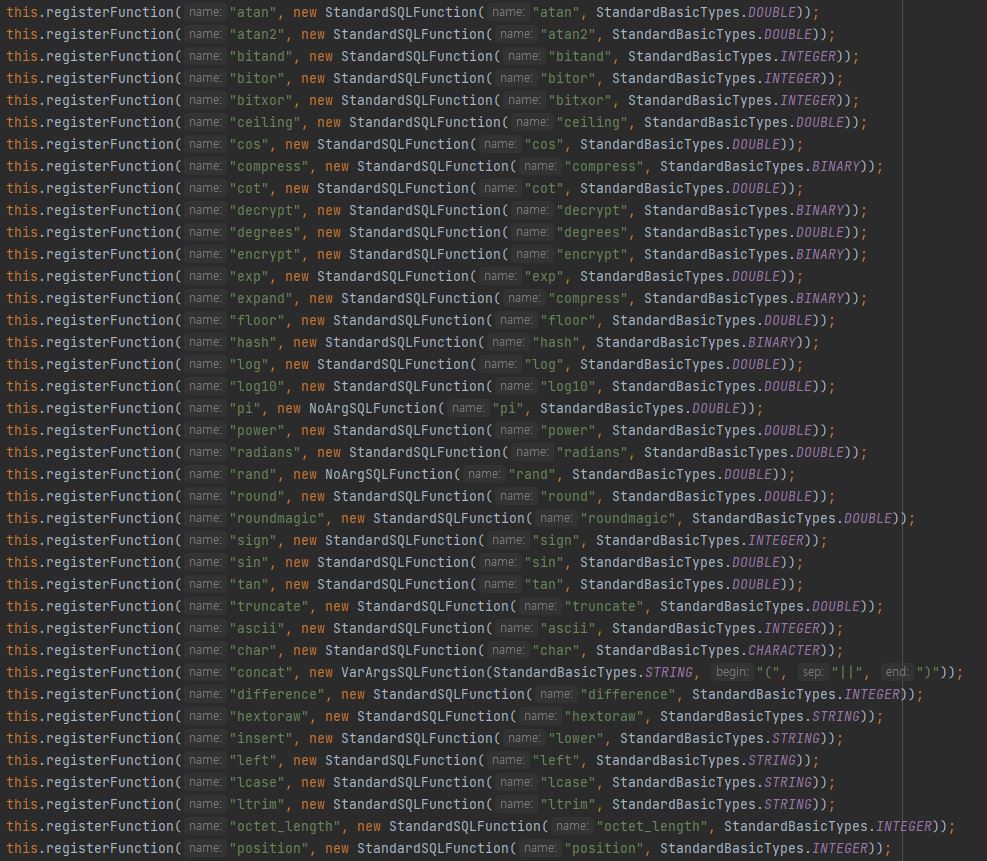 this.registerFunction( name: "atan", new StandardSQLFunction( name: "atan", StandardBasicTypes.DOUBLE));
this.registerFunction( name: "atan2", new StandardSQLFunction( name: "atan2", StandardBasicTypes.DOUBLE));
this.registerFunction( name: "bitand", new StandardSQLFunction( name: "bitand", StandardBasicTypes.INTEGER));
this.registerFunction( name: "bitor", new StandardSQLFunction( name: "bitor", StandardBasicTypes.INTEGER));
this.registerFunction( name: "bitxor", new StandardSQLFunction( name: "bitxor", StandardBasicTypes.INTEGER));
this.registerFunction( name: "ceiling", new StandardSQLFunction( name: "ceiling", StandardBasicTypes.DOUBLE));
this.registerFunction( name: "cos", new StandardSQLFunction( name: "cos", StandardBasicTypes.DOUBLE));
this.registerFunction( name: "compress", new StandardSQLFunction( name: "compress", StandardBasicTypes.BINARY));
this.registerFunction( name: "cot", new StandardSQLFunction( name: "cot", StandardBasicTypes.DOUBLE));
this.registerFunction( name: "decrypt", new StandardSQLFunction( name: "decrypt", StandardBasicTypes.BINARY));
this.registerFunction( name: "degrees", new StandardSQLFunction( name: "degrees", StandardBasicTypes.DOUBLE));
this.registerFunction( name: "encrypt", new StandardSQLFunction( name: "encrypt", StandardBasicTypes.BINARY));
this.registerFunction( name: "exp", new StandardSQLFunction( name: "exp", StandardBasicTypes.DOUBLE));
this.registerFunction( name: "expand", new StandardSQLFunction( name: "compress", StandardBasicTypes.BINARY));
this.registerFunction( name: "floor", new StandardSQLFunction( name: "floor", StandardBasicTypes.DOUBLE));
this.registerFunction( name: "hash", new StandardSQLFunction( name: "hash", StandardBasicTypes.BINARY));
this.registerFunction( name: "log", new StandardSQLFunction( name: "log", StandardBasicTypes.DOUBLE));
this.registerFunction( name: "log10", new StandardSQLFunction( name: "log10", StandardBasicTypes.DOUBLE));
this.registerFunction( name: "pi", new NoArgSQLFunction( name: "pi", StandardBasicTypes.DOUBLE));
this.registerFunction( name: "power", new StandardSQLFunction( name: "power", StandardBasicTypes.DOUBLE));
this.registerFunction( name: "radians", new StandardSQLFunction( name: "radians", StandardBasicTypes.DOUBLE));
this.registerFunction( name: "rand", new NoArgSQLFunction( name: "rand", StandardBasicTypes.DOUBLE));
this.registerFunction( name: "round", new StandardSQLFunction( name: "round", StandardBasicTypes.DOUBLE));
this.registerFunction( name: "roundmagic", new StandardSQLFunction( name: "roundmagic", StandardBasicTypes.DOUBLE));
this.registerFunction( name: "sign", new StandardSQLFunction( name: "sign", StandardBasicTypes.INTEGER));
this.registerFunction( name: "sin", new StandardSQLFunction( name: "sin", StandardBasicTypes.DOUBLE));
this.registerFunction( name: "tan", new StandardSQLFunction( name: "tan", StandardBasicTypes.DOUBLE));
this.registerFunction( name: "truncate", new StandardSQLFunction( name: "truncate", StandardBasicTypes.DOUBLE));
this.registerFunction( name: "ascii", new StandardSQLFunction( name: "ascii", StandardBasicTypes.INTEGER));
this.registerFunction( name: "char", new StandardSQLFunction( name: "char", StandardBasicTypes.CHARACTER));
this.registerFunction( name: "concat", new VarArgsSQLFunction(StandardBasicTypes.STRING, begin: "(", sep: "||", end: ")"));
this.registerFunction( name: "difference", new StandardSQLFunction( name: "difference", StandardBasicTypes.INTEGER));
this.registerFunction( name: "hextoraw", new StandardSQLFunction( name: "hextoraw", StandardBasicTypes.STRING));
this.registerFunction( name: "insert", new StandardSQLFunction( name: "lower", StandardBasicTypes.STRING));
this.registerFunction( name: "left", new StandardSQLFunction( name: "left", StandardBasicTypes.STRING));
this.registerFunction( name: "lcase", new StandardSQLFunction( name: "lcase", StandardBasicTypes.STRING));
this.registerFunction( name: "ltrim", new StandardSQLFunction( name: "ltrim", StandardBasicTypes.STRING));
this.registerFunction( name: "octet_length", new StandardSQLFunction( name: "octet_length", StandardBasicTypes.INTEGER));
this.registerFunction( name: "position", new StandardSQLFunction( name: "position", StandardBasicTypes.INTEGER));